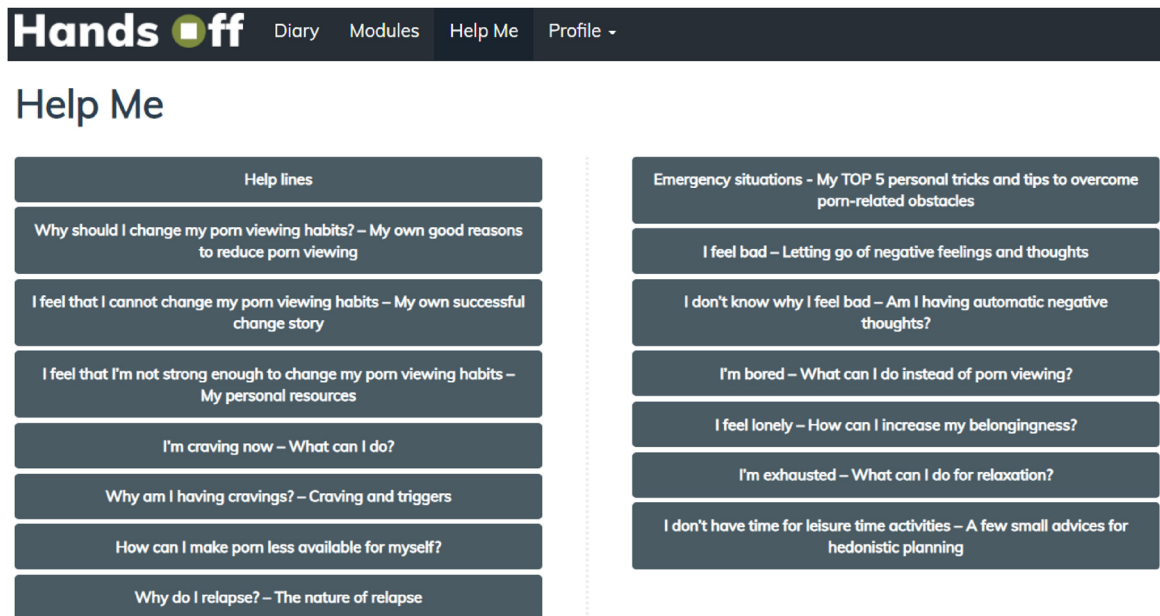 Hands Off Diary Modules Help Me Profile
Help Me
Help lines
Why should I change my porn viewing habits? – My own good reasons
to reduce porn viewing
I feel that I cannot change my porn viewing habits – My own successful
change story
I feel that I'm not strong enough to change my porn viewing habits –
My personal resources
I'm craving now – What can I do?
Why am I having cravings? – Craving and triggers
How can I make porn less available for myself?
Why do I relapse? – The nature of relapse
Emergency situations - My TOP 5 personal tricks and tips to overcome
porn-related obstacles
I feel bad – Letting go of negative feelings and thoughts
I don't know why I feel bad – Am I having automatic negative
thoughts?
I'm bored – What can I do instead of porn viewing?
I feel lonely – How can I increase my belongingness?
I'm exhausted – What can I do for relaxation?
I don't have time for leisure time activities – A few small advices for
hedonistic planning